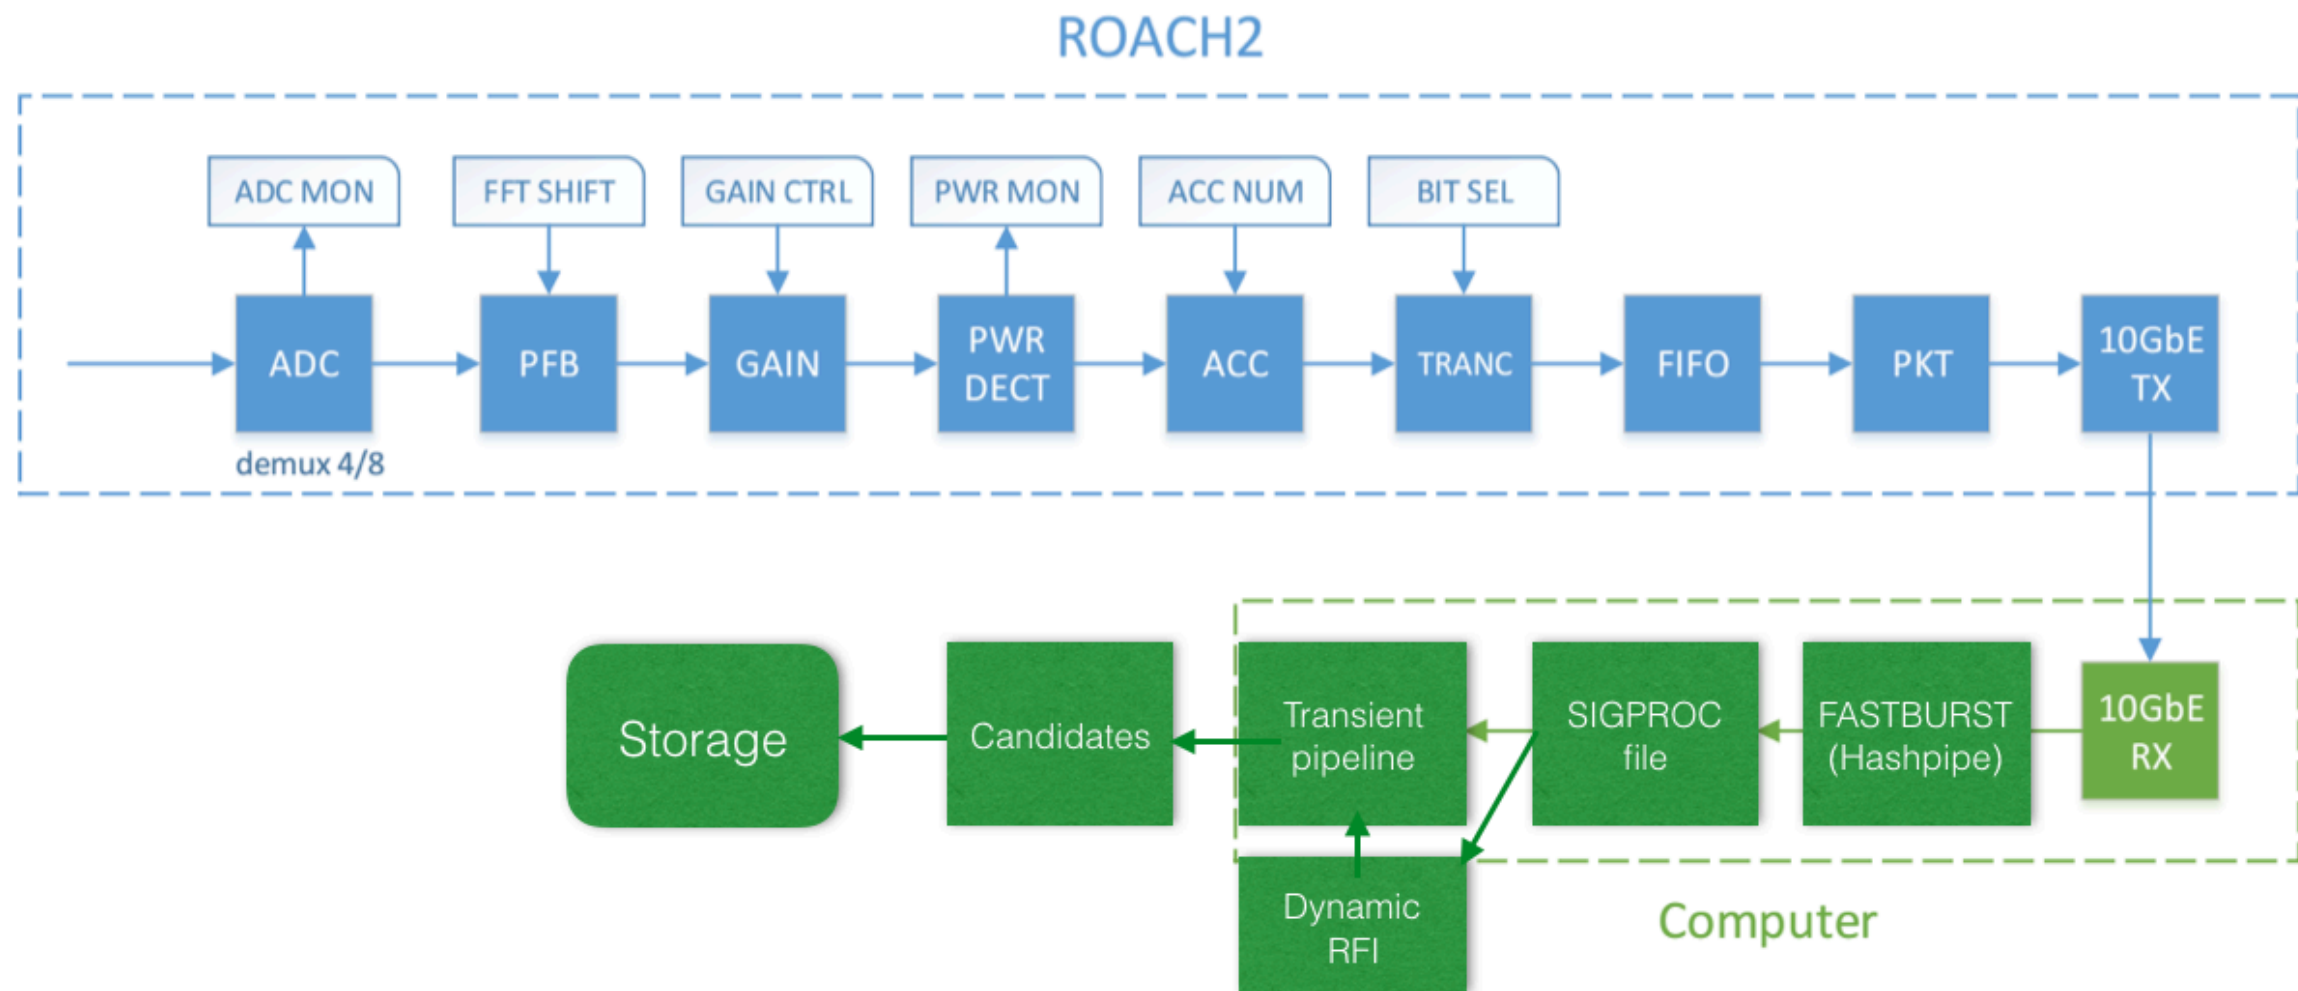 ROACH2
ADC MON
FFT SHIFT
GAIN CTRL
PWR MON
ACC NUM
BIT SEL
ADC
PFB
GAIN
PWR
DECT
ACC
TRANC
FIFO
PKT
10GbE
TX
demux 4/8
Storage
Candidates
Transient
pipeline
SIGPROC
file
FASTBURST
(Hashpipe)
10GbE
RX
Dynamic
RFI
Computer